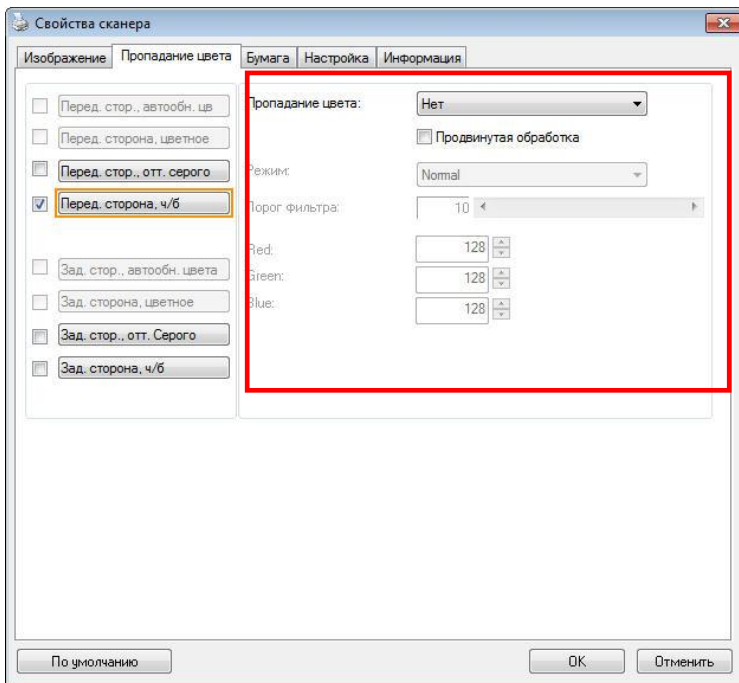 Свойства сканера
Изображение Пропадание цвета Бумага Настройка Информация
Перед. стор., автообн. цв
Перед. сторона, цветное
Перед. стор., отт. серого
Перед. сторона, ч/б
Зад. стор., автообн. цвета
Зад. сторона, цветное
Зад. стор., отт. Серого
Зад. сторона, ч/б
Пропадание цвета: Нет
Продвинутая обработка
Режим: Normal
Порог фильтра: 10
Red: 128
Green: 128
Blue: 128
По умолчанию OK Отменить